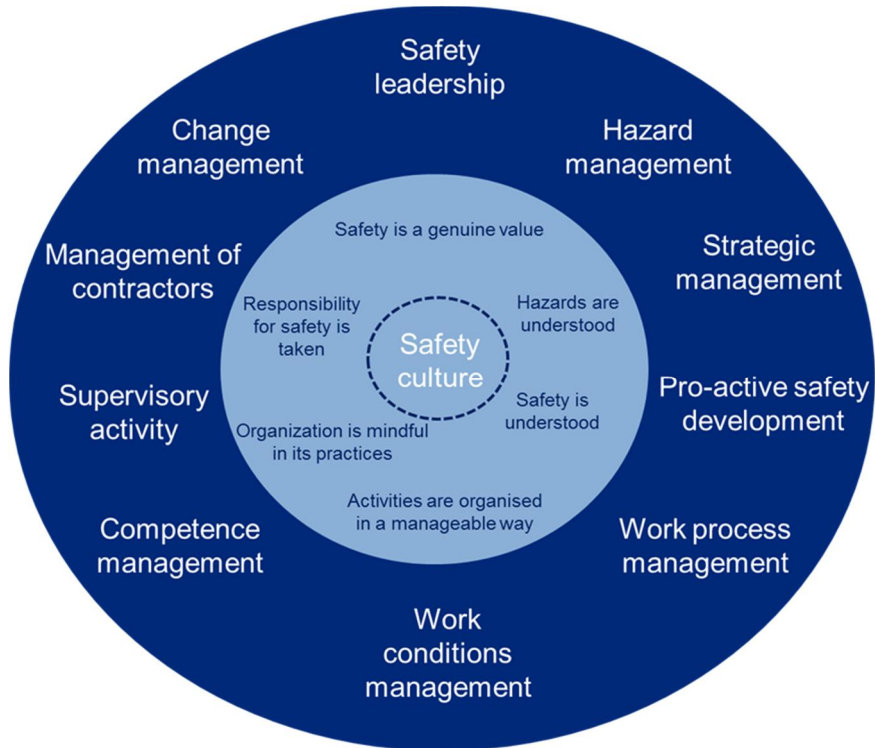 Safety
leadership
Change
management
Hazard
management
Management of
contractors
Strategic
management
Supervisory
activity
Pro-active safety
development
Competence
management
Work process
management
Work
conditions
management
Safety is a genuine value
Responsibility
for safety is
taken
Hazards are
understood
Safety
culture
Safety is
understood
Organization is mindful
in its practices
Activities are organised
in a manageable way